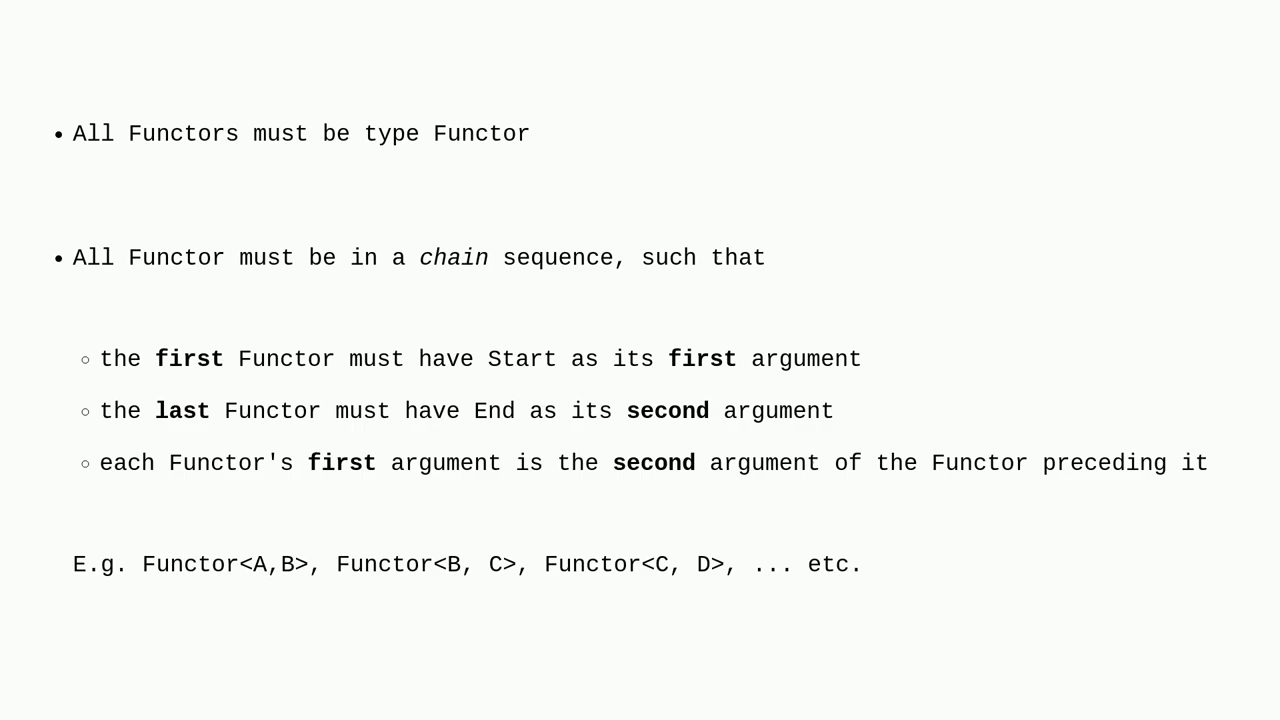 • All Functors must be type Functor
• All Functor must be in a chain sequence, such that
○ the first Functor must have Start as its first argument
○ the last Functor must have End as its second argument
○ each Functor's first argument is the second argument of the Functor preceding it
E.g. Functor<A,B>, Functor<B, C>, Functor<C, D>, ... etc.